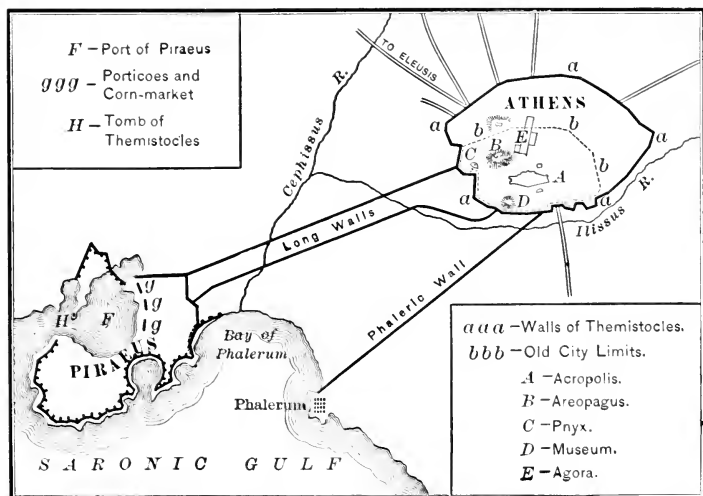 F – Port of Piraeus
ggg – Porticoes and
Corn-market
H – Tomb of
Themistocles
TO ELEUSIS
Cephissus R.
a
ATHENS
a
b
b
E
a
C
B
b
A
a
D
a
Ilissus R.
Long Walls
Phaleric Wall
g
H
F
g
g
PIRAEUS
Bay of
Phalerum
Phalerum
SARONIC GULF
aaa – Walls of Themistocles.
bbb – Old City Limits.
A – Acropolis.
B – Areopagus.
C – Pnyx.
D – Museum.
E – Agora.